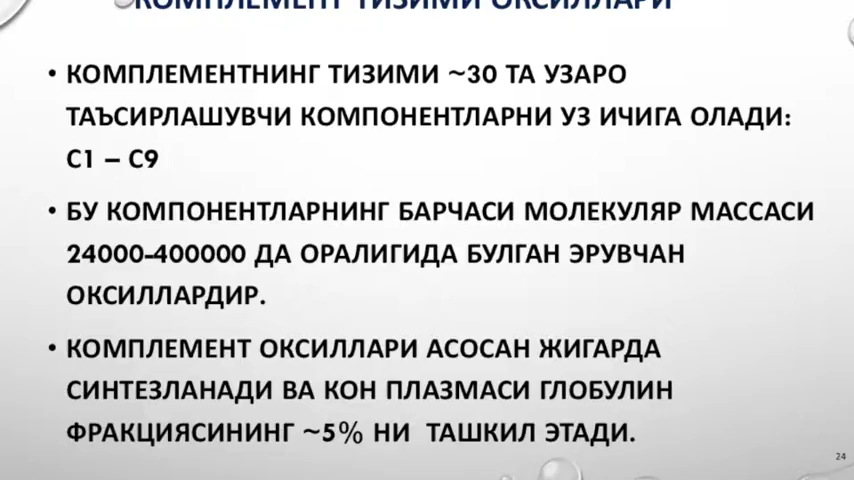 КОМПЛЕМЕНТ ТИЗИМИ ОКСИЛЛАРИ
• КОМПЛЕМЕНТНИНГ ТИЗИМИ ~30 ТА УЗАРО
ТАЪСИРЛАШУВЧИ КОМПОНЕНТЛАРНИ УЗ ИЧИГА ОЛАДИ:
С1 – С9
• БУ КОМПОНЕНТЛАРНИНГ БАРЧАСИ МОЛЕКУЛЯР МАССАСИ
24000-400000 ДА ОРАЛИГИДА БУЛГАН ЭРУВЧАН
ОКСИЛЛАРДИР.
• КОМПЛЕМЕНТ ОКСИЛЛАРИ АСОСАН ЖИГАРДА
СИНТЕЗЛАНАДИ ВА КОН ПЛАЗМАСИ ГЛОБУЛИН
ФРАКЦИЯСИНИНГ ~5% НИ ТАШКИЛ ЭТАДИ.
24